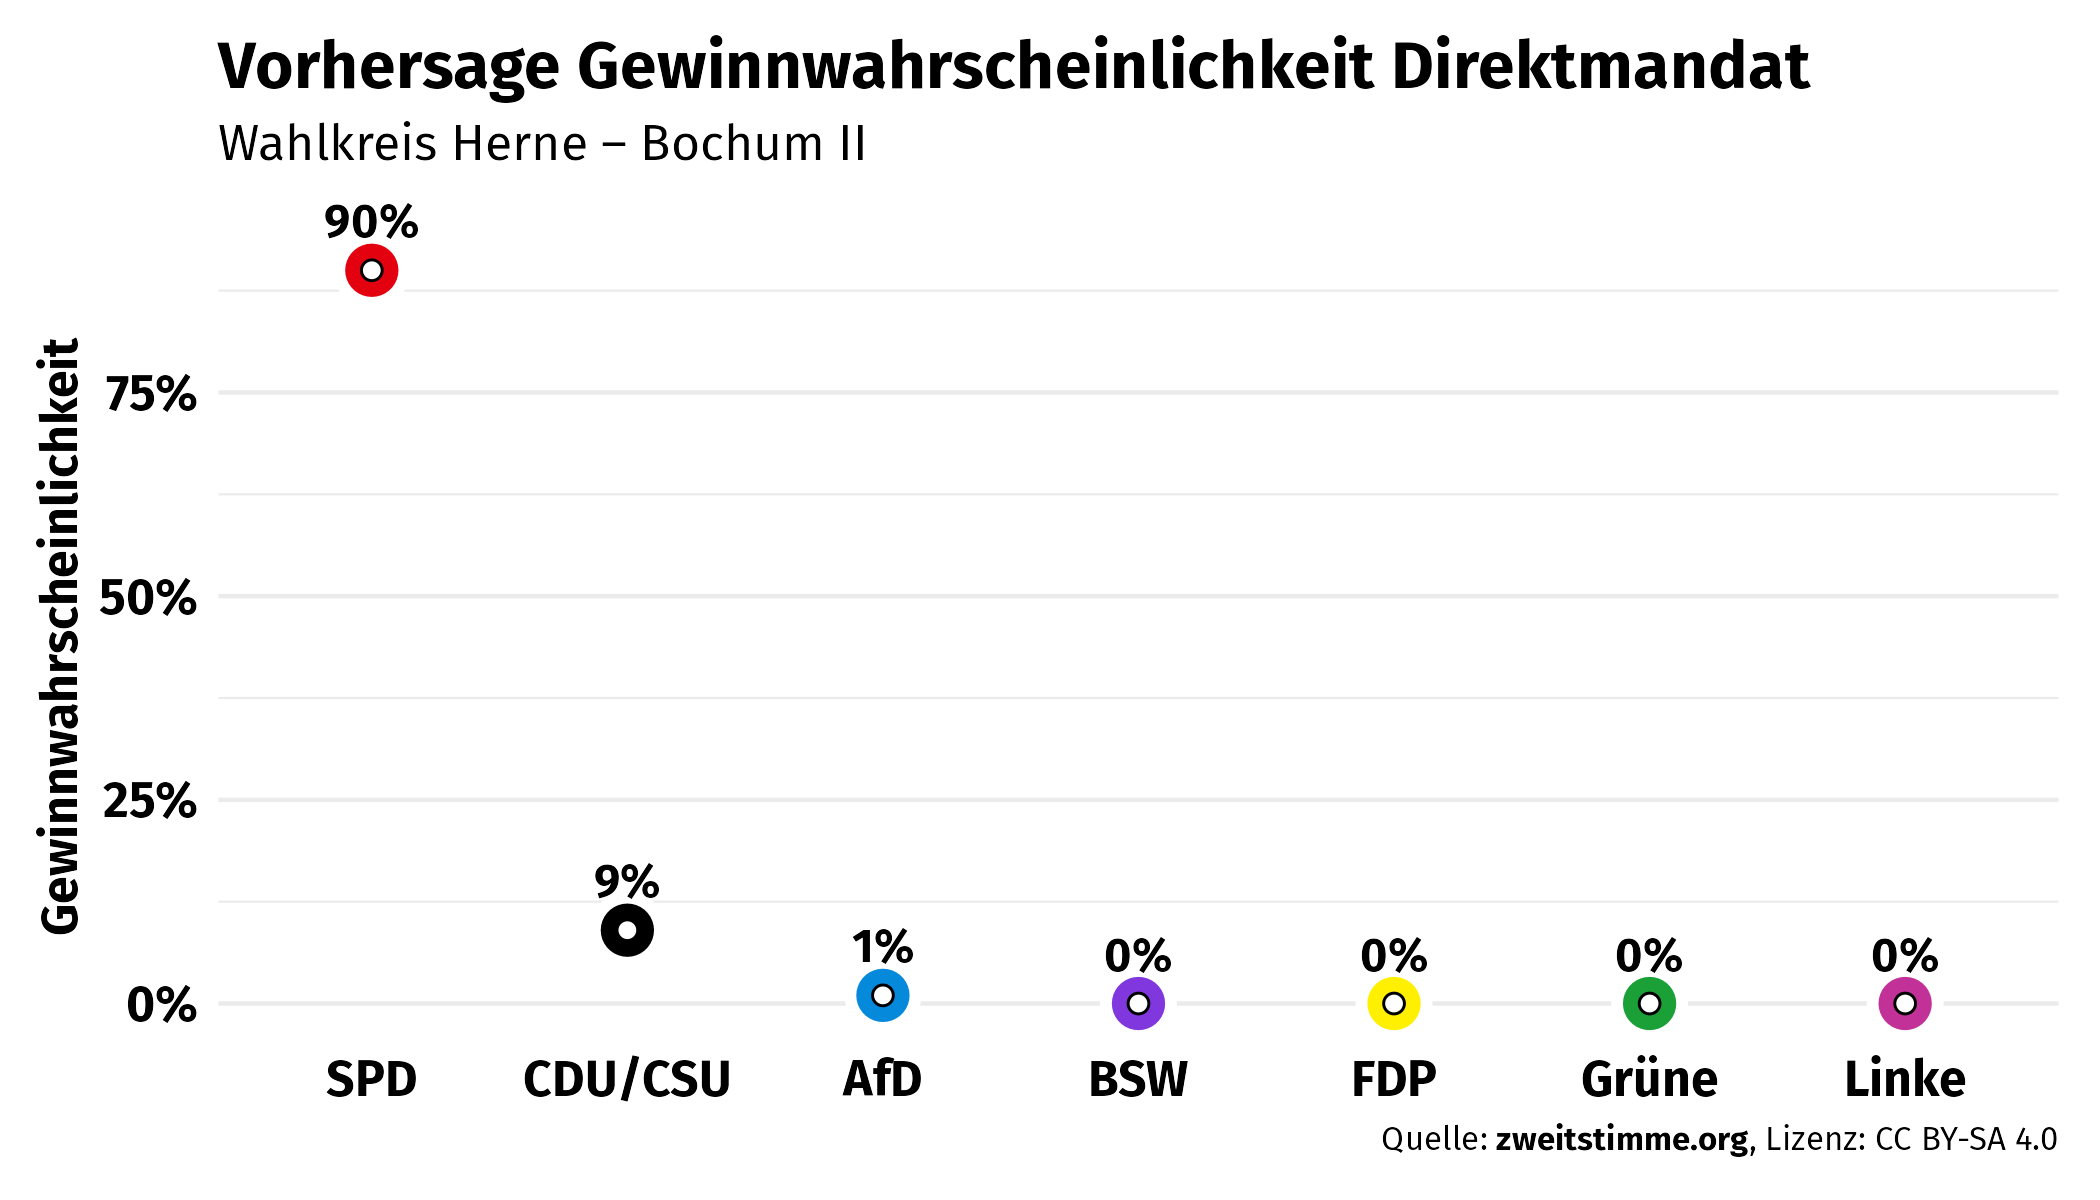 Vorhersage Gewinnwahrscheinlichkeit Direktmandat
Wahlkreis Herne – Bochum II
Gewinnwahrscheinlichkeit
75%
50%
25%
0%
90%
9%
1%
0%
0%
0%
0%
SPD
CDU/CSU
AfD
BSW
FDP
Grüne
Linke
Quelle: zweitstimme.org, Lizenz: CC BY-SA 4.0